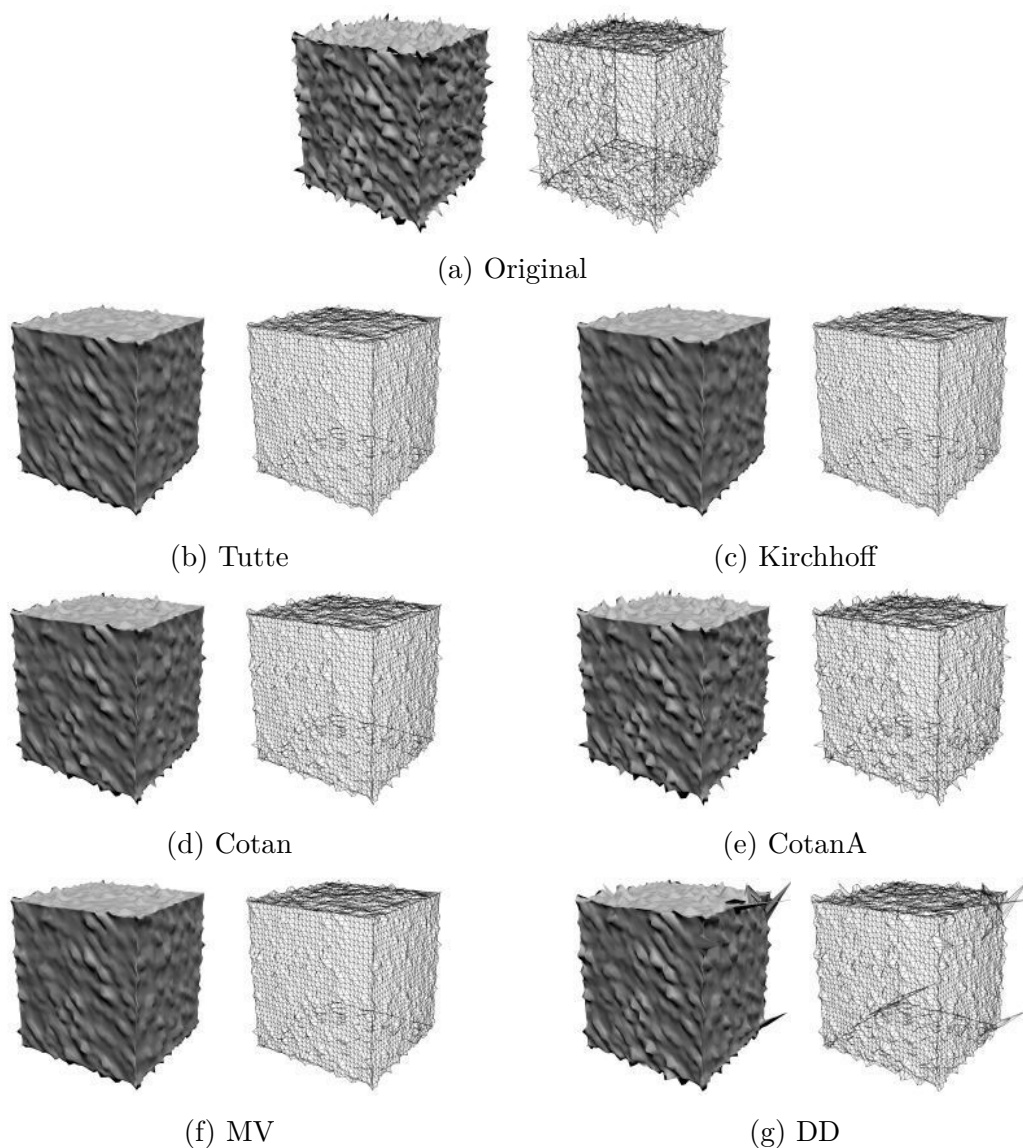 (a) Original
(b) Tutte
(c) Kirchhoff
(d) Cotan
(e) CotanA
(f) MV
(g) DD